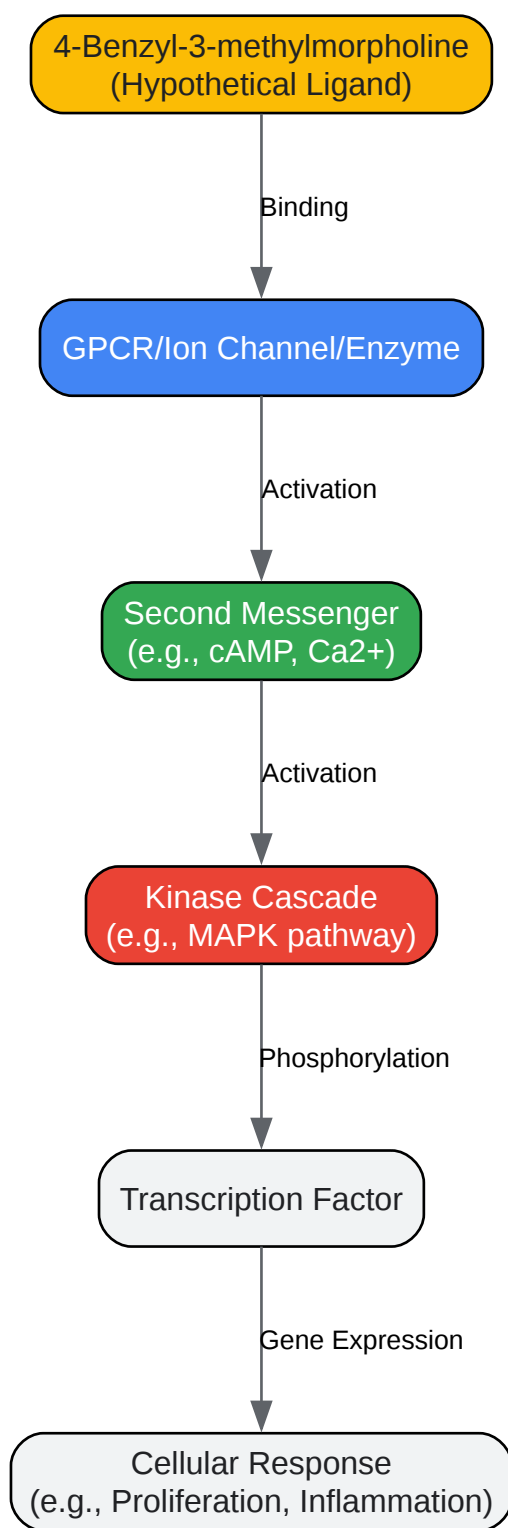 4-Benzyl-3-methylmorpholine
(Hypothetical Ligand)
Binding
GPCR/Ion Channel/Enzyme
Activation
Second Messenger
(e.g., cAMP, Ca2+)
Activation
Kinase Cascade
(e.g., MAPK pathway)
Phosphorylation
Transcription Factor
Gene Expression
Cellular Response
(e.g., Proliferation, Inflammation)